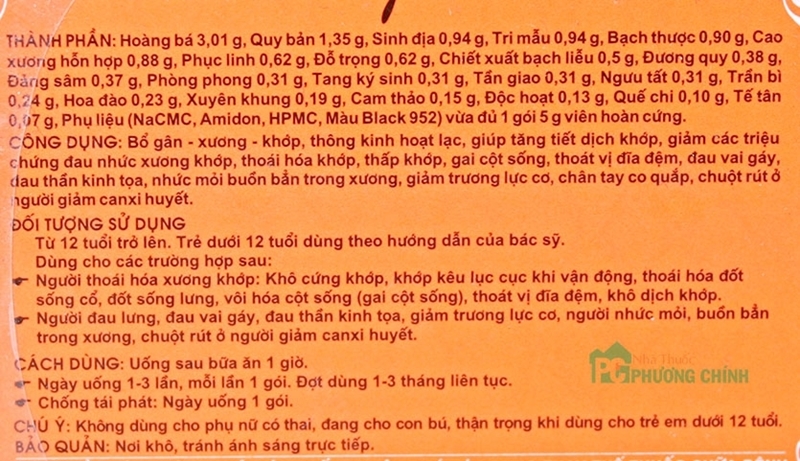 THÀNH PHẦN: Hoàng bá 3,01 g, Quy bản 1,35 g, Sinh địa 0,94 g, Tri mẫu 0,94 g, Bạch thược 0,90 g, Cao
xương hỗn hợp 0,88 g, Phục linh 0,62 g, Đỗ trọng 0,62 g, Chiết xuất bạch liễu 0,5 g, Đương quy 0,38 g,
Đảng sâm 0,37 g, Phòng phong 0,31 g, Tang ký sinh 0,31 g, Tần giao 0,31 g, Ngưu tất 0,31 g, Trần bì
0,24 g, Hoa đào 0,23 g, Xuyên khung 0,19 g, Cam thảo 0,15 g, Độc hoạt 0,13 g, Quế chi 0,10 g, Tế tân
0,07 g, Phụ liệu (NaCMC, Amidon, HPMC, Màu Black 952) vừa đủ 1 gói 5 g viên hoàn cứng.
CÔNG DỤNG: Bổ gân - xương - khớp, thông kinh hoạt lạc, giúp tăng tiết dịch khớp, giảm các triệu
chứng đau nhức xương khớp, thoái hóa khớp, thấp khớp, gai cột sống, thoát vị đĩa đệm, đau vai gáy,
đau thần kinh tọa, nhức mỏi buồn bẳn trong xương, giảm trương lực cơ, chân tay co quắp, chuột rút ở
người giảm canxi huyết.
ĐỐI TƯỢNG SỬ DỤNG
Từ 12 tuổi trở lên. Trẻ dưới 12 tuổi dùng theo hướng dẫn của bác sỹ.
Dùng cho các trường hợp sau:
Người thoái hóa xương khớp: Khô cứng khớp, khớp kêu lục cục khi vận động, thoái hóa đốt
sống cổ, đốt sống lưng, vôi hóa cột sống (gai cột sống), thoát vị đĩa đệm, khô dịch khớp.
Người đau lưng, đau vai gáy, đau thần kinh tọa, giảm trương lực cơ, người nhức mỏi, buồn bẳn
trong xương, chuột rút ở người giảm canxi huyết.
CÁCH DÙNG: Uống sau bữa ăn 1 giờ.
Ngày uống 1-3 lần, mỗi lần 1 gói. Đợt dùng 1-3 tháng liên tục.
Chống tái phát: Ngày uống 1 gói.
Nhà Thuốc
PC PHƯƠNG CHÍNH
CHÚ Ý: Không dùng cho phụ nữ có thai, đang cho con bú, thận trọng khi dùng cho trẻ em dưới 12 tuổi.
BẢO QUẢN: Nơi khô, tránh ánh sáng trực tiếp.